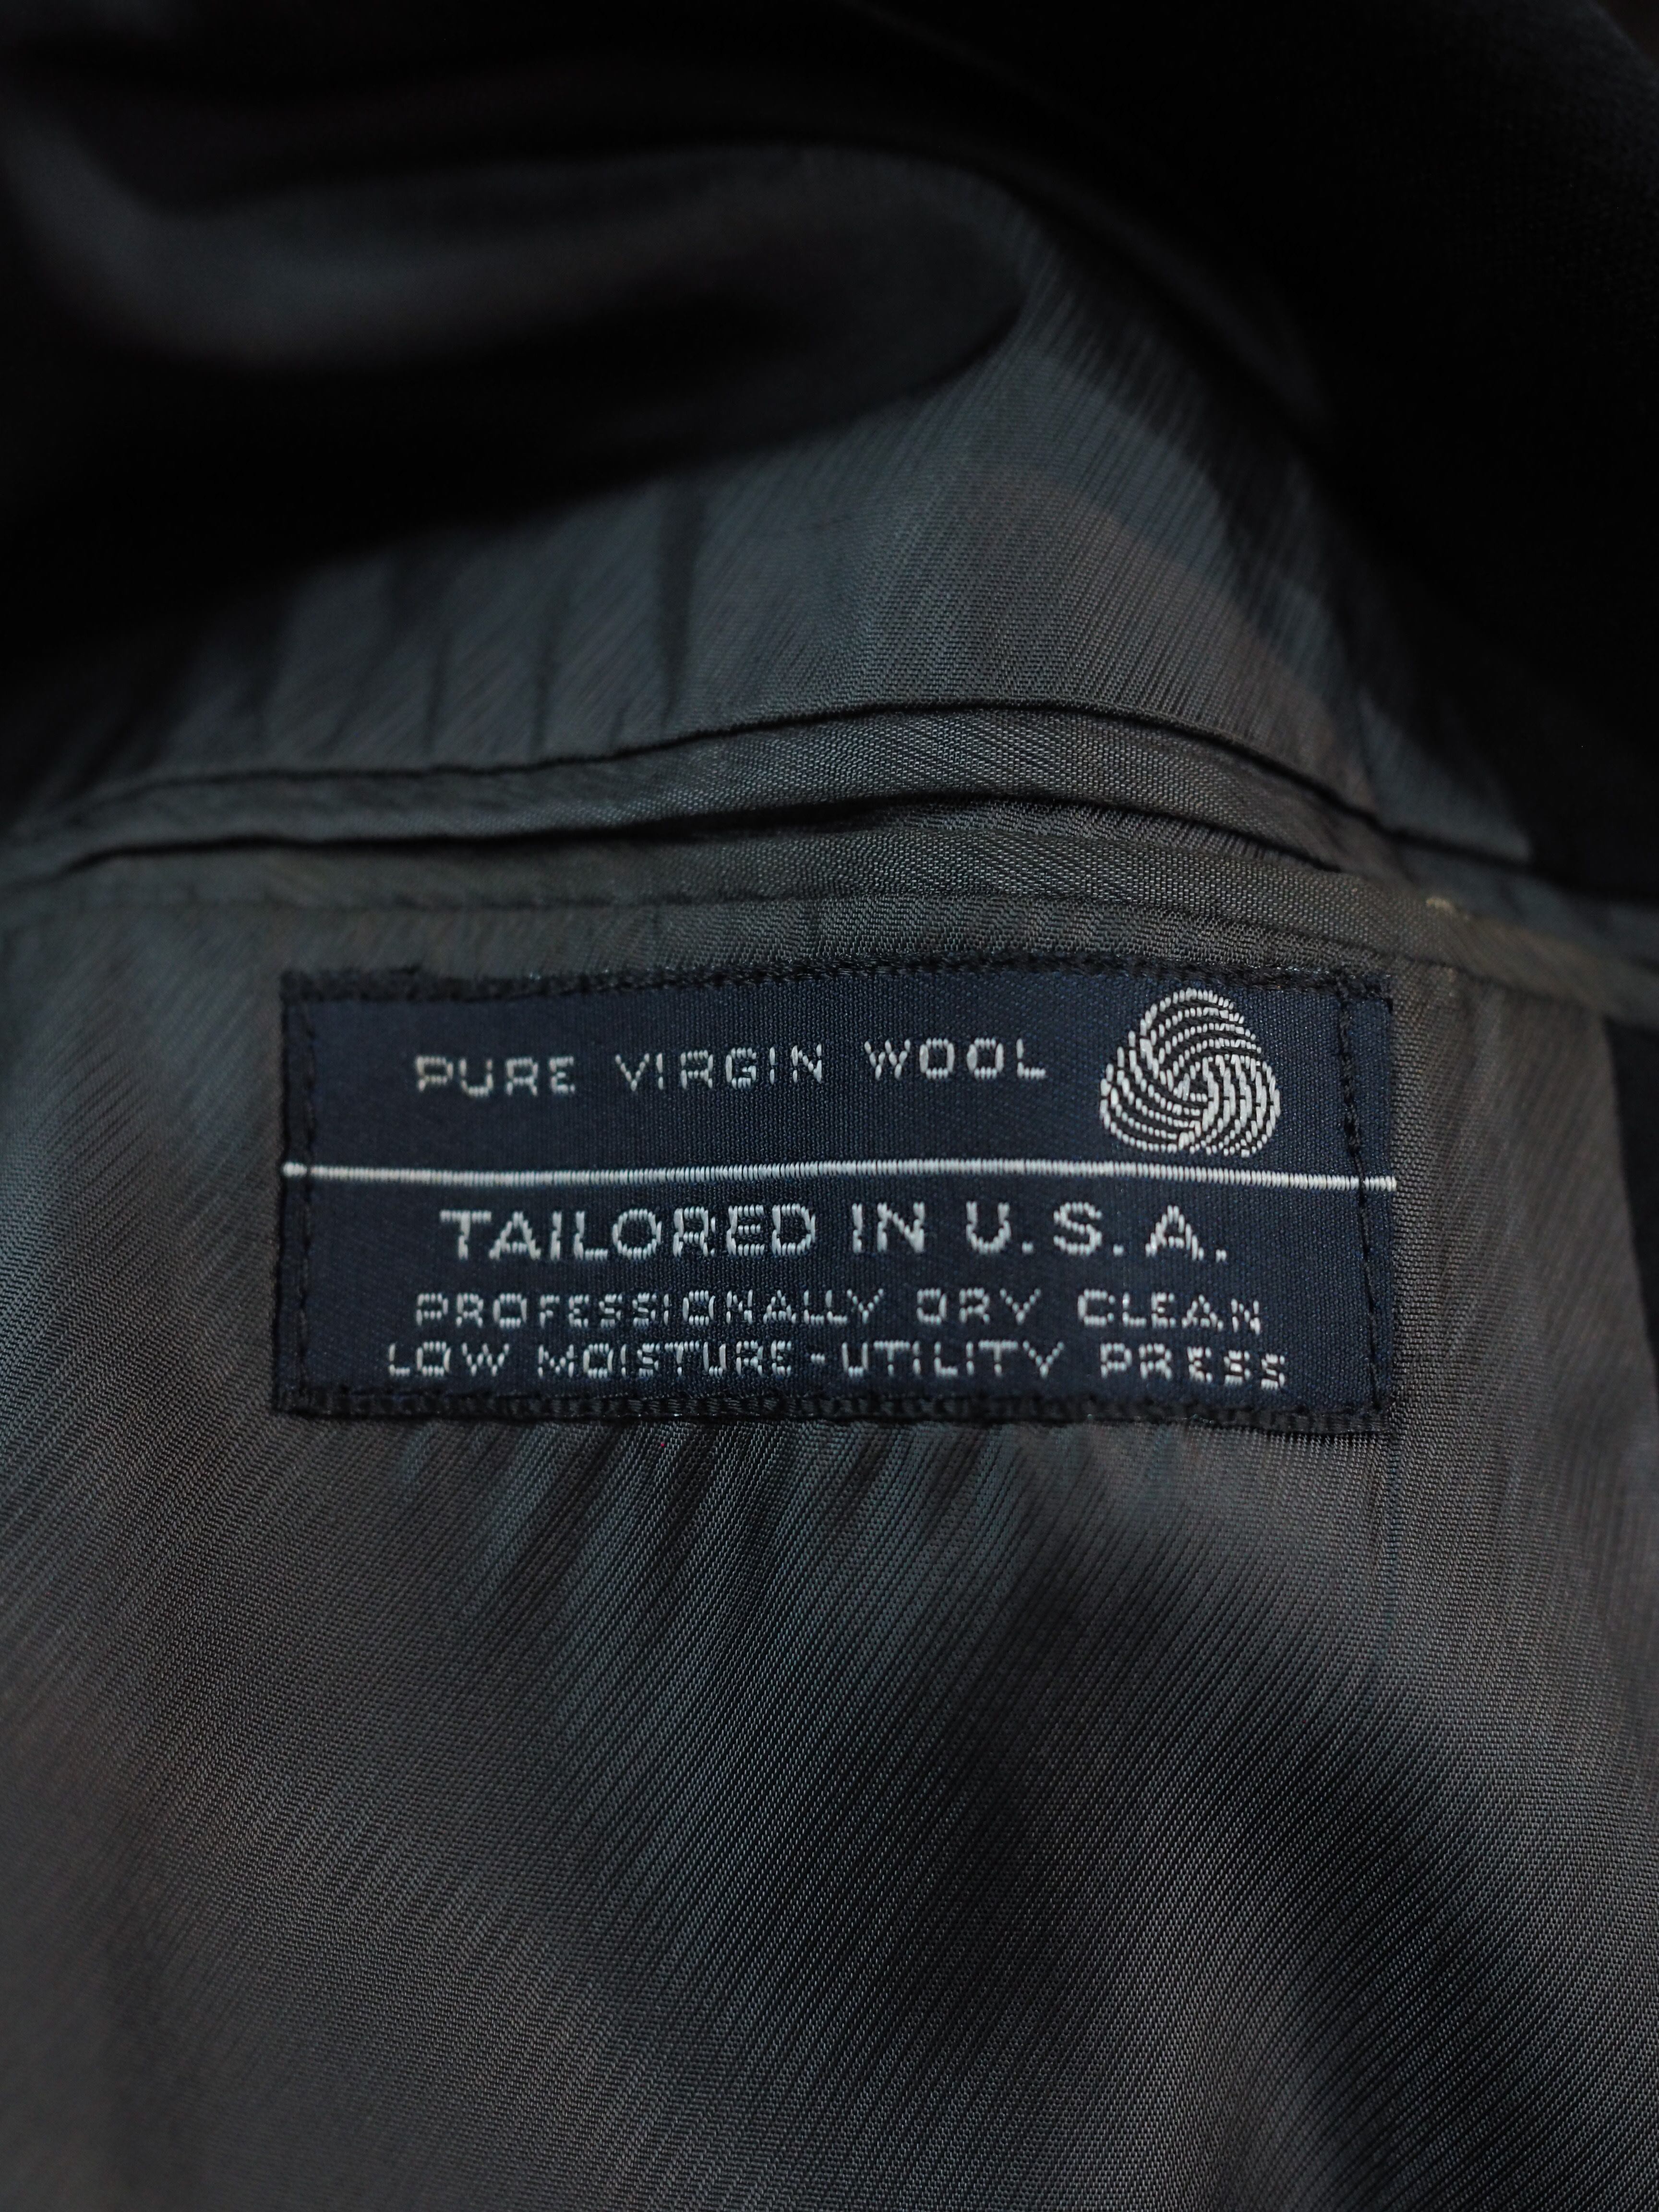 PURE VIRGIN WOOL
TAILORED IN U.S.A.
PROFESSIONALLY DRY CLEAN
LOW MOISTURE-UTILITY PRESS